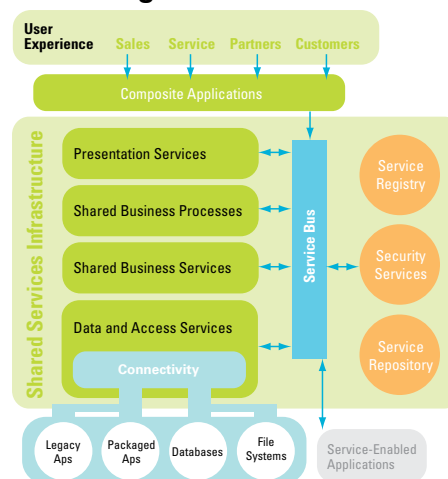 User
Experience
Sales Service Partners Customers
Composite Applications
Shared Services Infrastructure
Presentation Services
Shared Business Processes
Shared Business Services
Data and Access Services
Connectivity
Service Bus
Service
Registry
Security
Services
Service
Repository
Legacy
Aps
Packaged
Aps
Databases
File
Systems
Service-Enabled
Applications